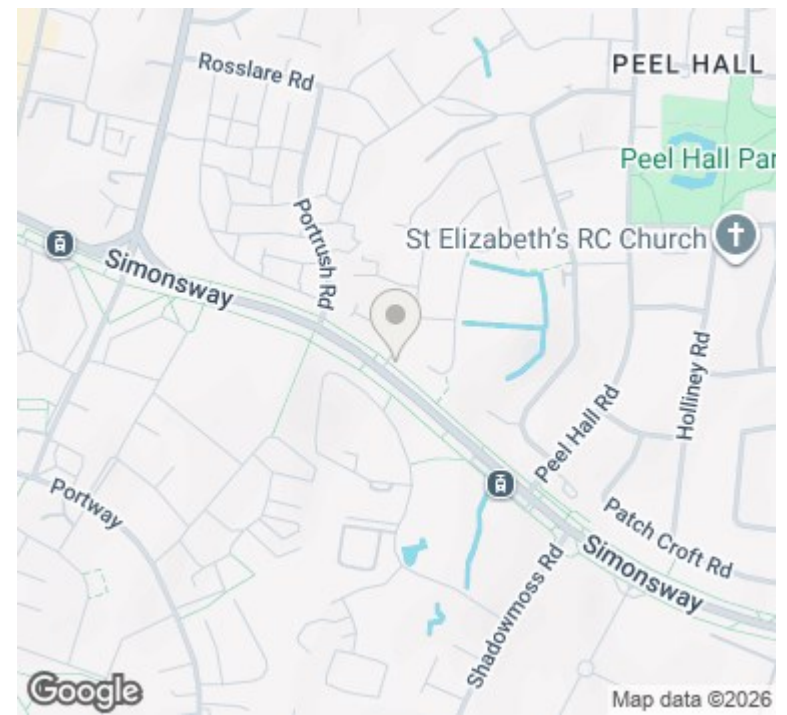 PEEL HALL
Rosslare Rd
Peel Hall Par
Portrush Rd
St Elizabeth's RC Church
Simonsway
Holliney Rd
Peel Hall Rd
Portway
Patch Croft Rd
Simonsway
Shadowmoss Rd
Google
Map data ©2026